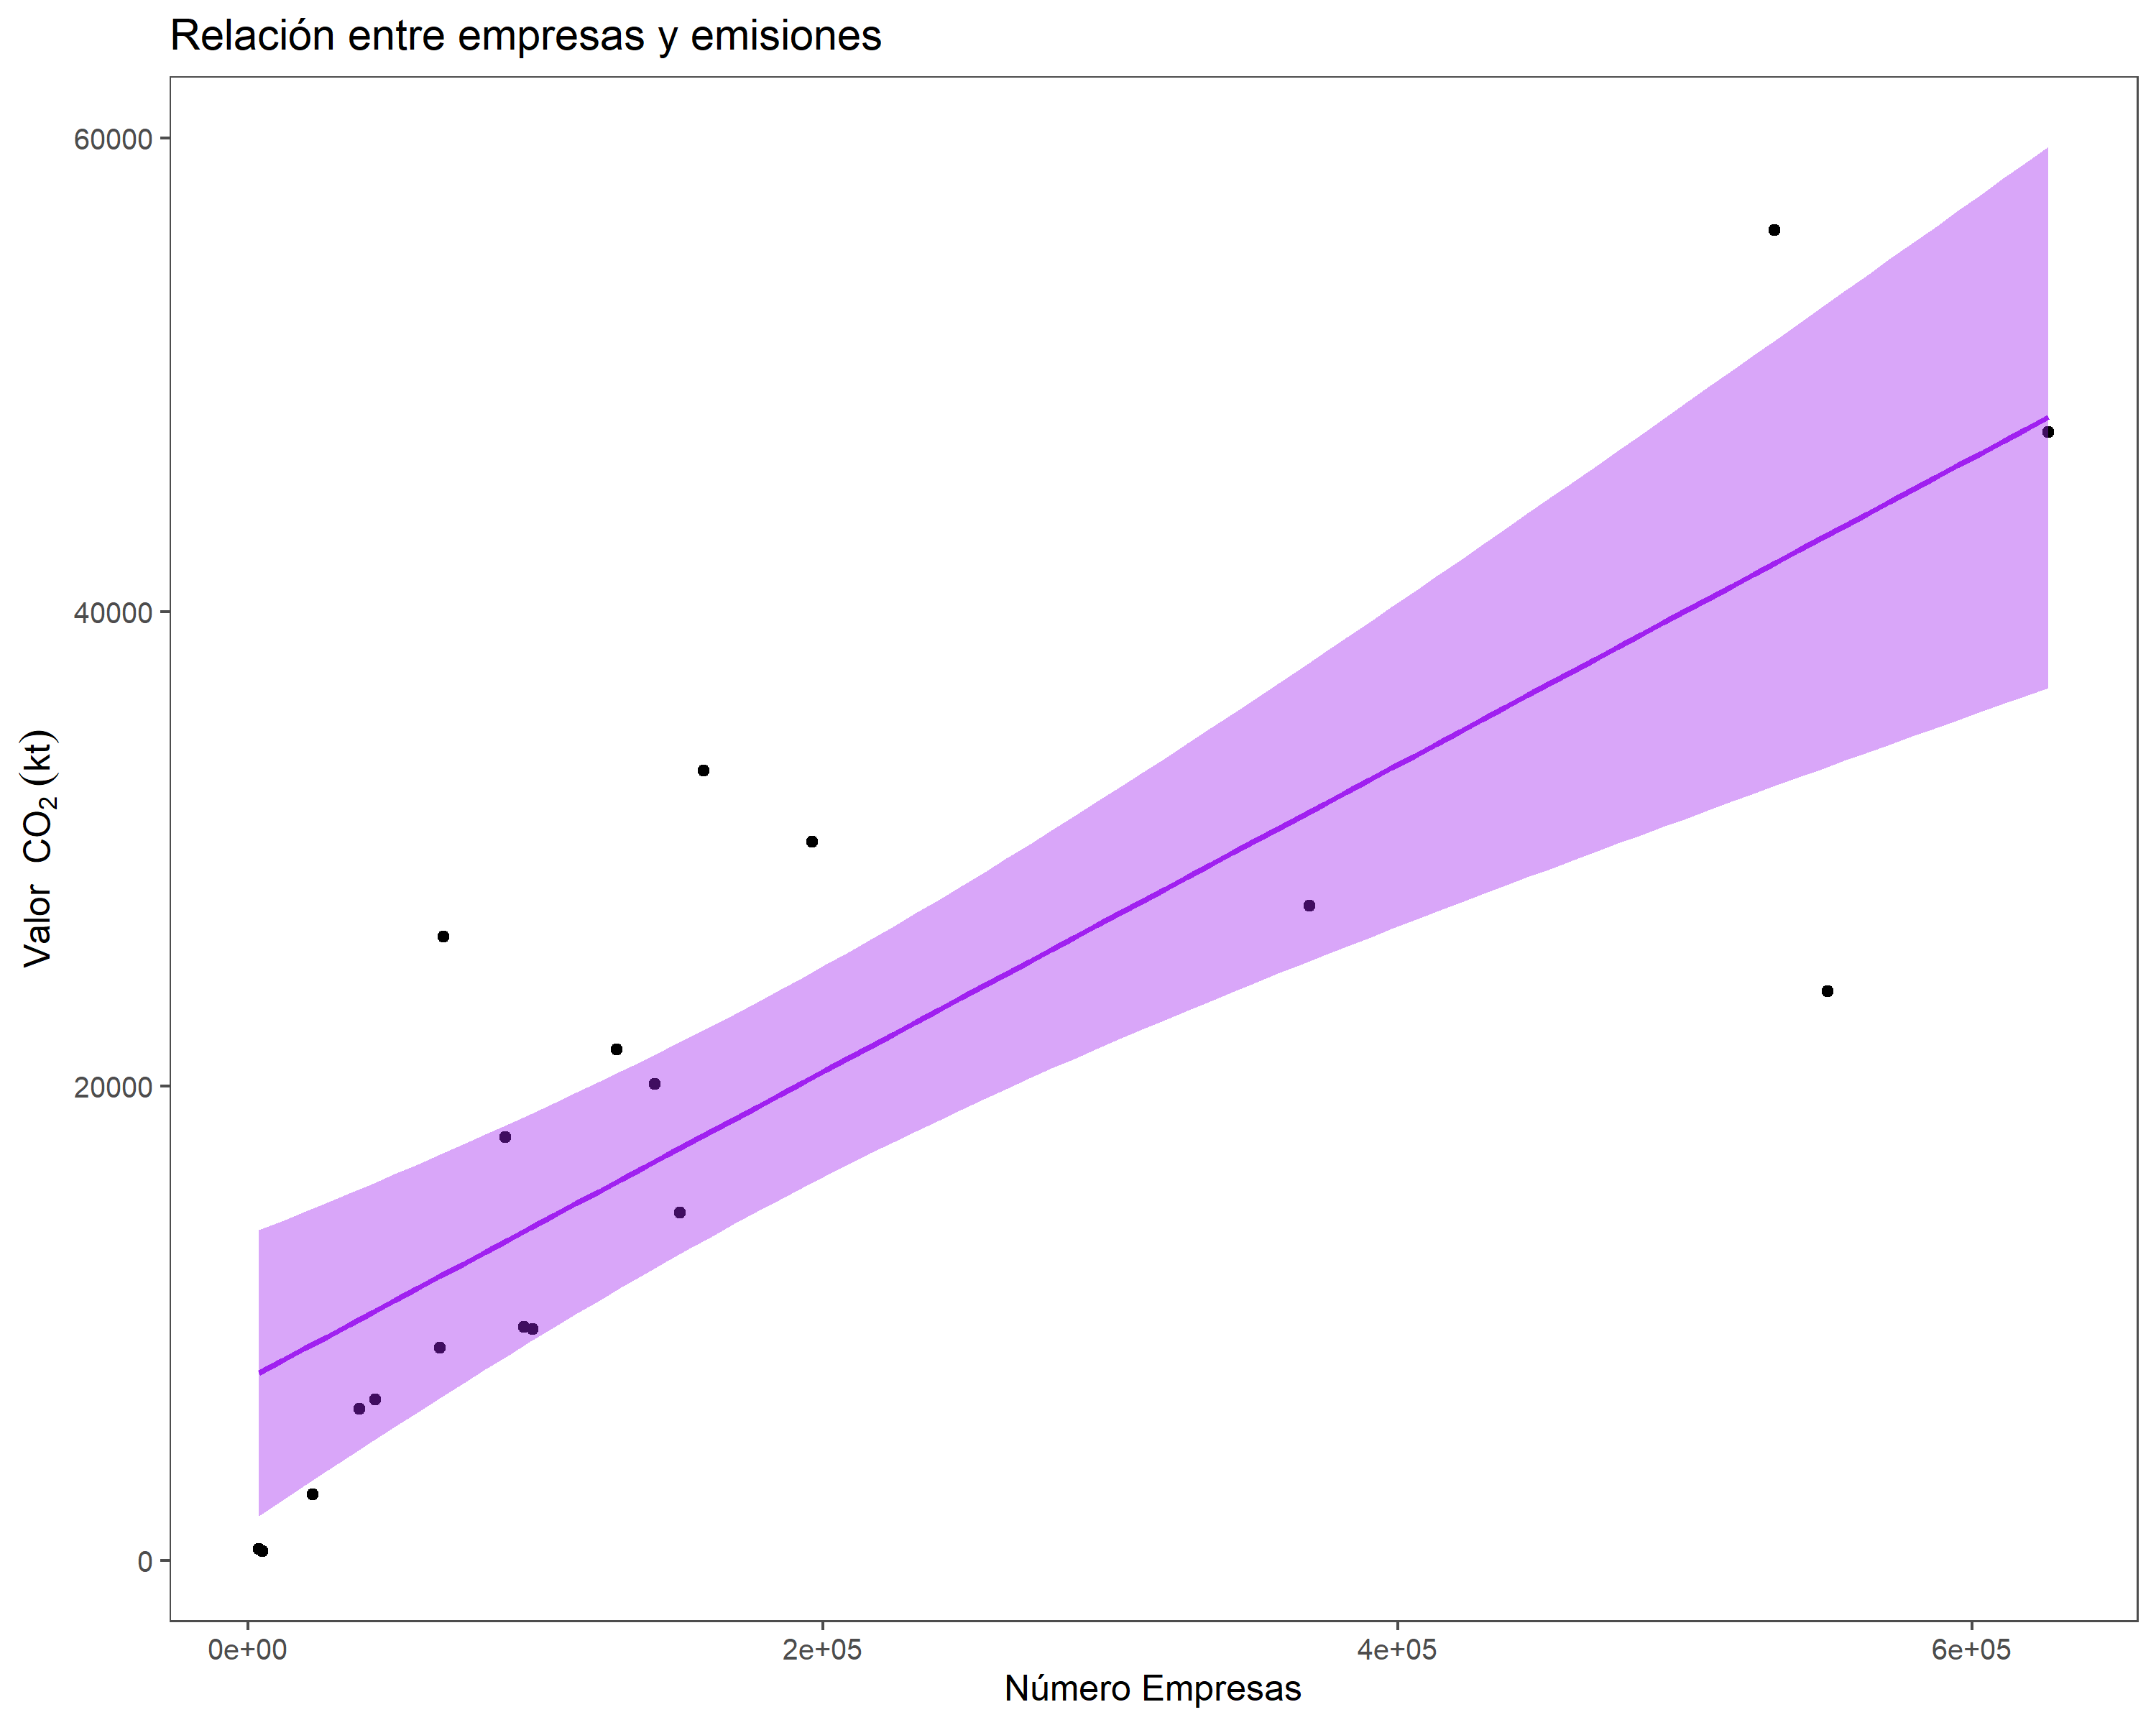 Relación entre empresas y emisiones
60000
40000
20000
0
Valor CO₂ (kt)
0e+00 2e+05 4e+05 6e+05
Número Empresas